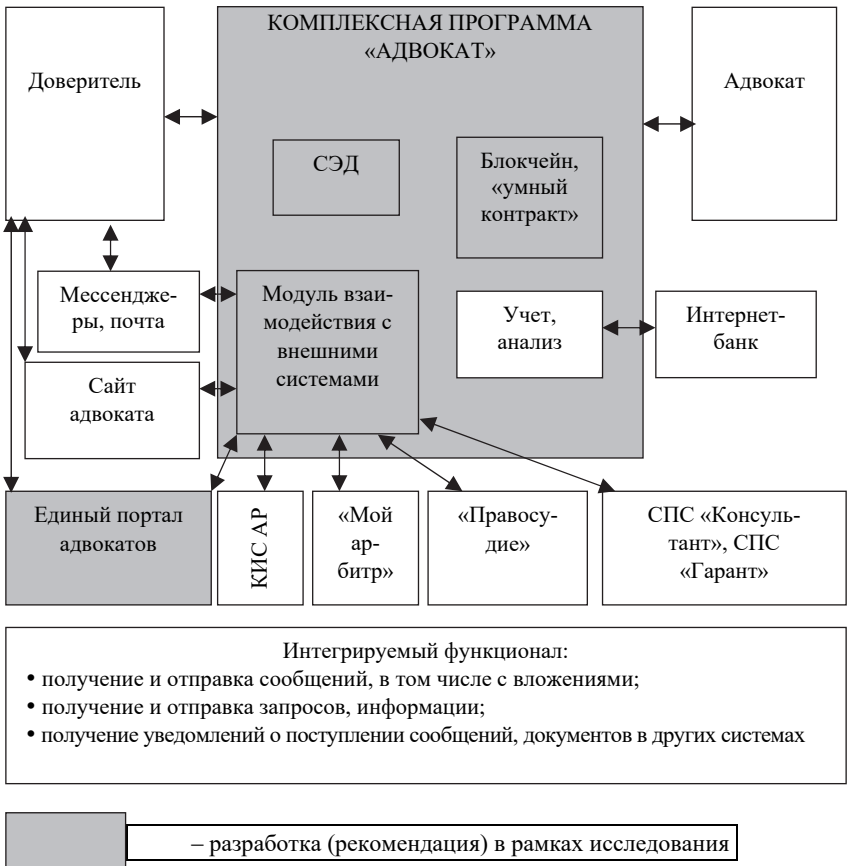 КОМПЛЕКСНАЯ ПРОГРАММА
«АДВОКАТ»
Доверитель
Адвокат
СЭД
Блокчейн,
«умный
контракт»
Мессендже-
ры, почта
Модуль взаи-
модействия с
внешними
системами
Учет,
анализ
Интернет-
банк
Сайт
адвоката
Единый портал
адвокатов
КИС АР
«Мой
ар-
битр»
«Правосу-
дие»
СПС «Консуль-
тант», СПС
«Гарант»
Интегрируемый функционал:
• получение и отправка сообщений, в том числе с вложениями;
• получение и отправка запросов, информации;
• получение уведомлений о поступлении сообщений, документов в других системах
– разработка (рекомендация) в рамках исследования